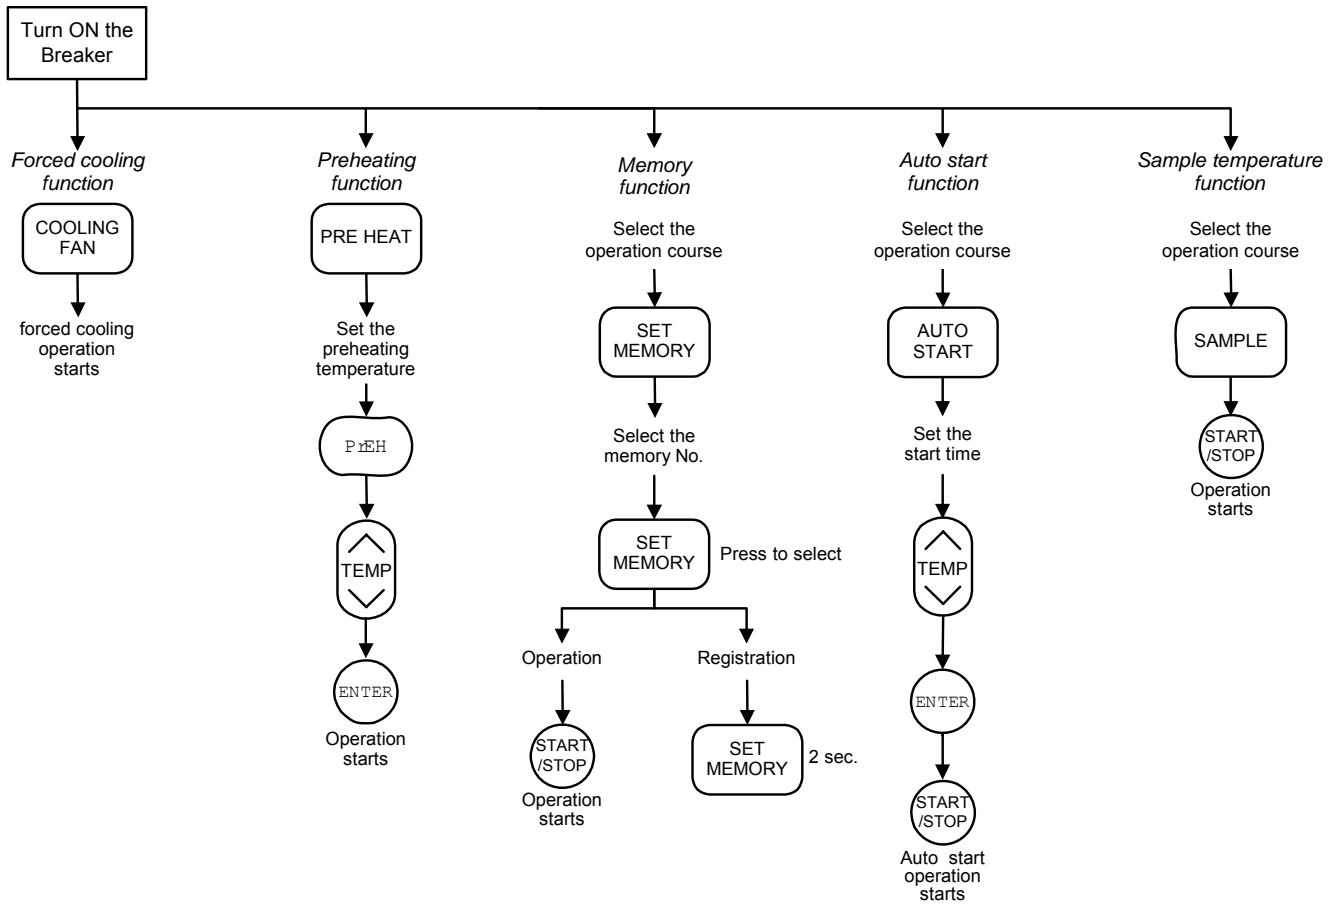 Turn ON the
Breaker
Forced cooling
function
COOLING
FAN
forced cooling
operation
starts
Preheating
function
PRE HEAT
Set the
preheating
temperature
PrEH
TEMP
ENTER
Operation
starts
Memory
function
Select the
operation course
SET
MEMORY
Select the
memory No.
SET
MEMORY
Press to select
Operation
START
/STOP
Operation
starts
Registration
SET
MEMORY
2 sec.
Auto start
function
Select the
operation course
AUTO
START
Set the
start time
TEMP
ENTER
START
/STOP
Auto start
operation
starts
Sample temperature
function
Select the
operation course
SAMPLE
START
/STOP
Operation
starts